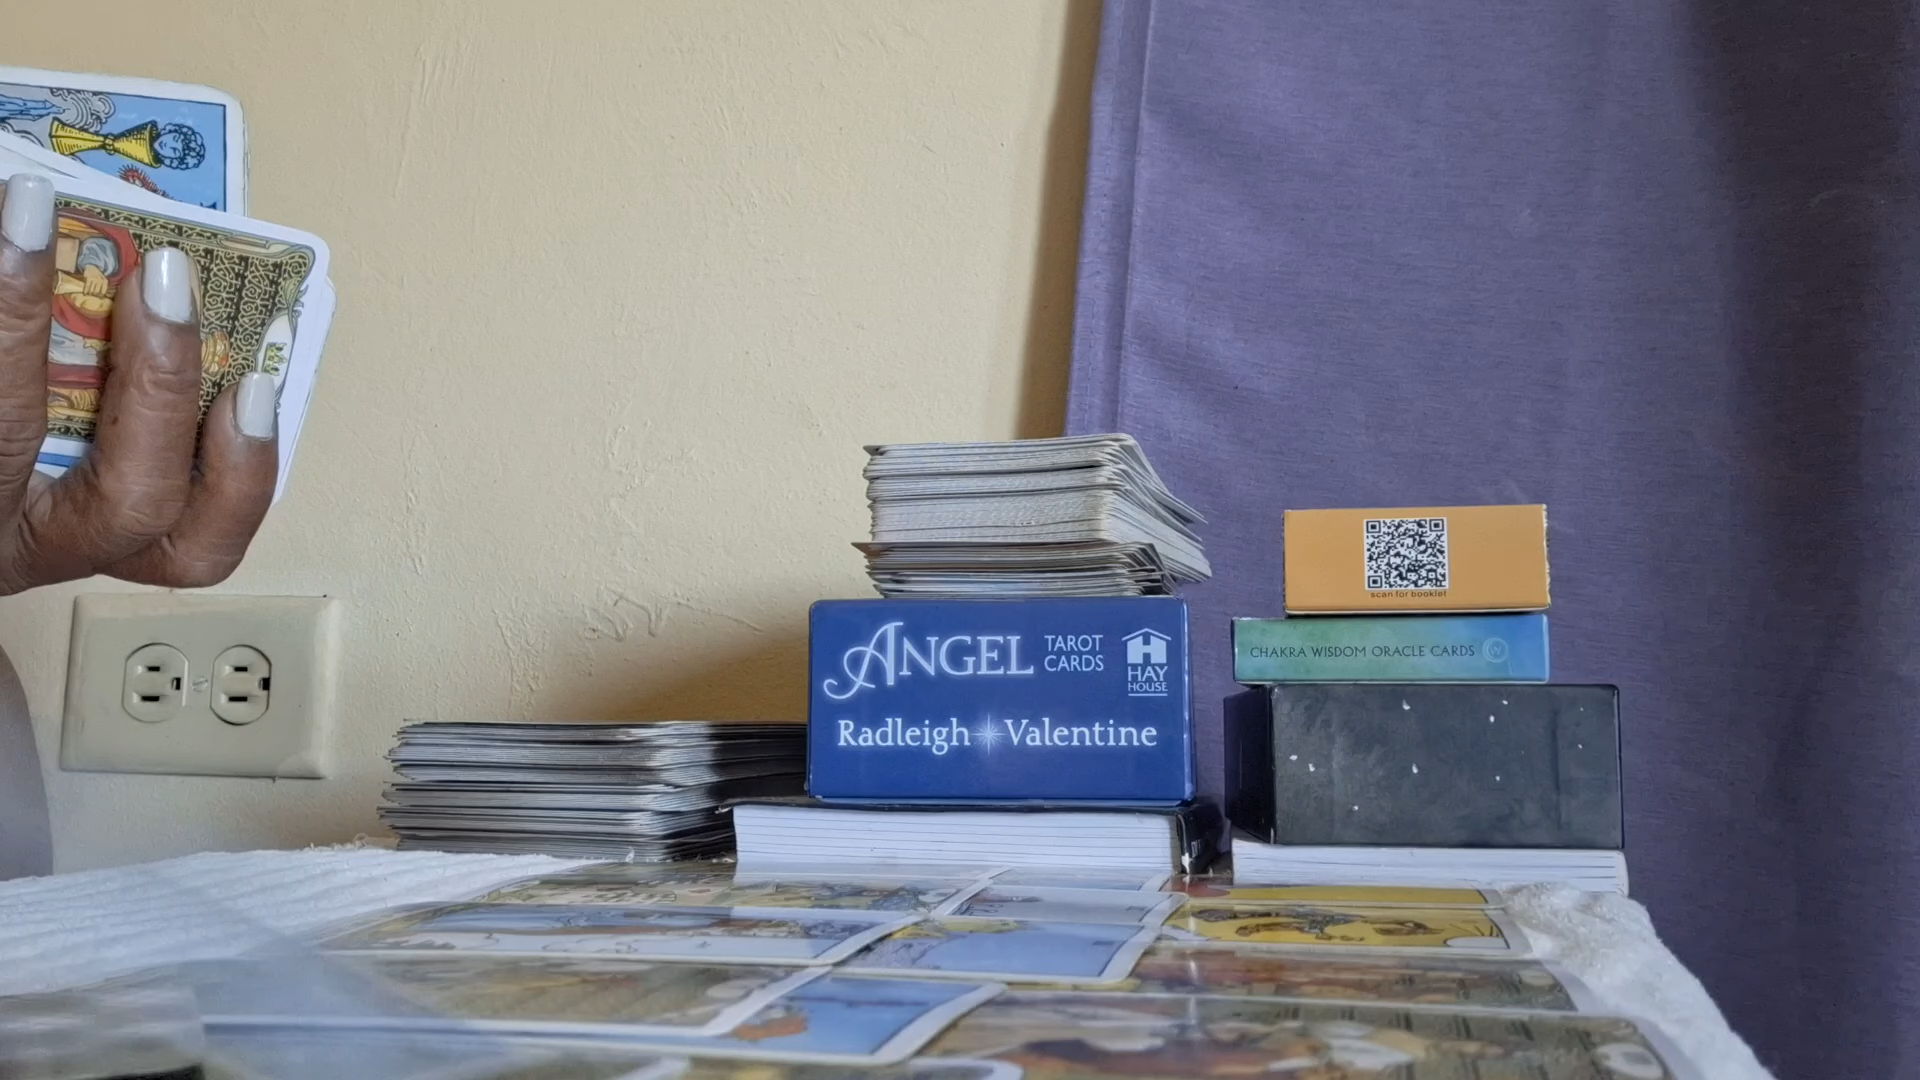 ANGEL TAROT CARDS
HAY HOUSE
Radleigh Valentine
scan for booklet
CHAKRA WISDOM ORACLE CARDS